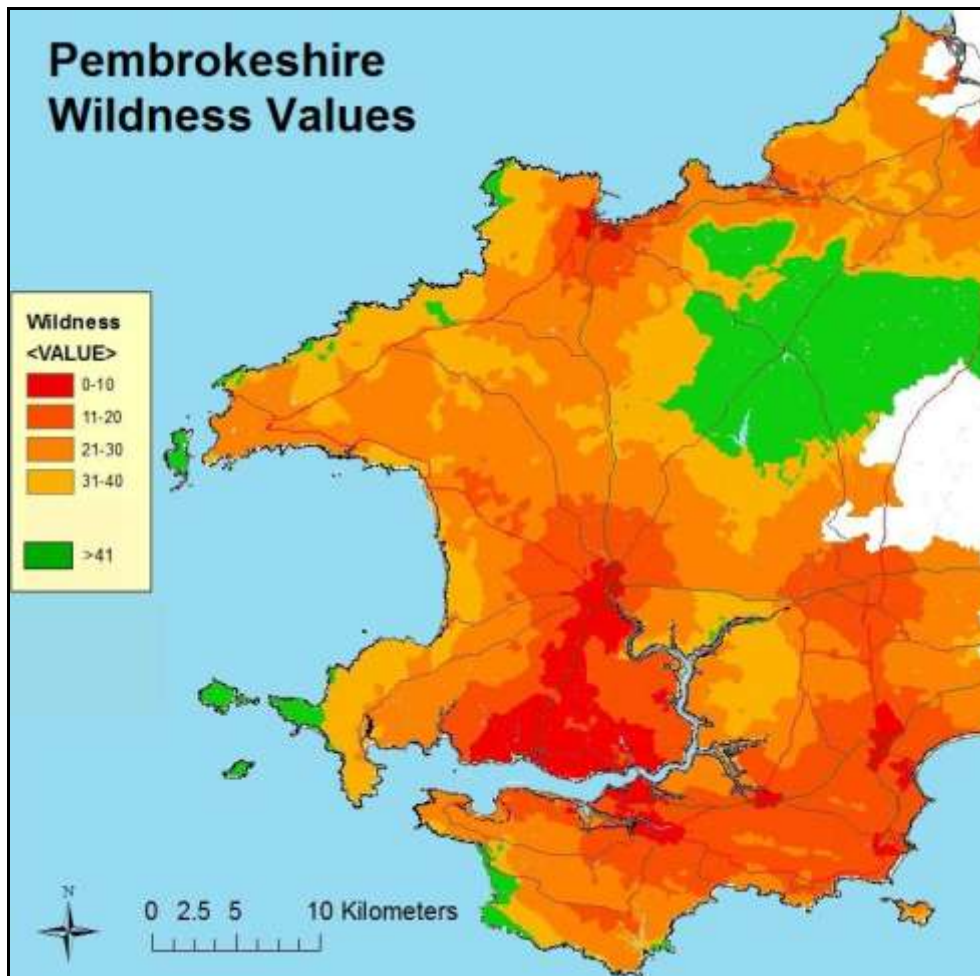 Pembrokeshire
Wildness Values
Wildness
<VALUE>
0-10
11-20
21-30
31-40
>41
N
0 2.5 5 10 Kilometers